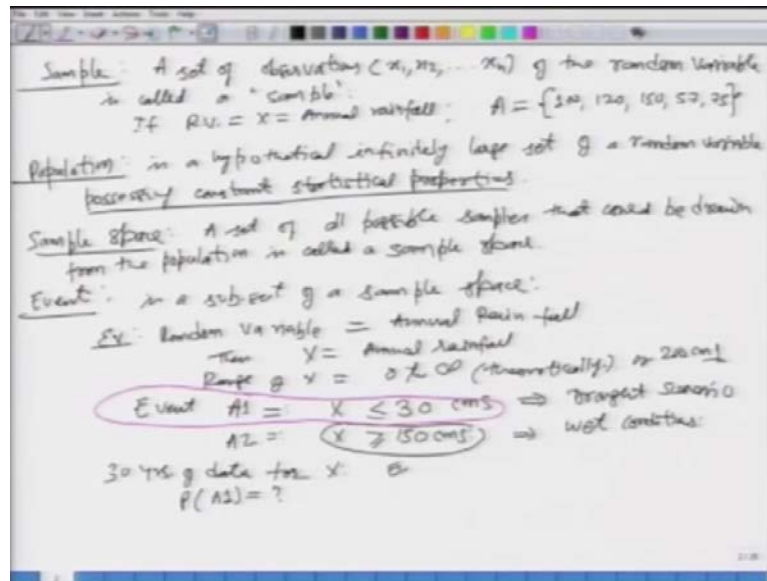 Sample: A set of observations (x1, x2, ... xn) of the random variable
is called a "sample".
If R.V. = X = Annual rainfall; A = {100, 120, 150, 57, 75}
Population: is a hypothetical infinitely large set of a random variable
possessing constant statistical properties.
Sample Space: A set of all possible samples that could be drawn
from the population is called a sample space.
Event: is a subset of a sample space:
Ex: Random Variable = Annual Rain-fall
Then X = Annual rainfall
Range of X = 0 to ∞ (theoretically) or 200 cms
Event A1 =: X ≤ 30 cms ⇒ Drought Scenario
A2 =: X ≥ 150 cms ⇒ wet conditions:
30 yrs of data for X:
P(A1) = ?